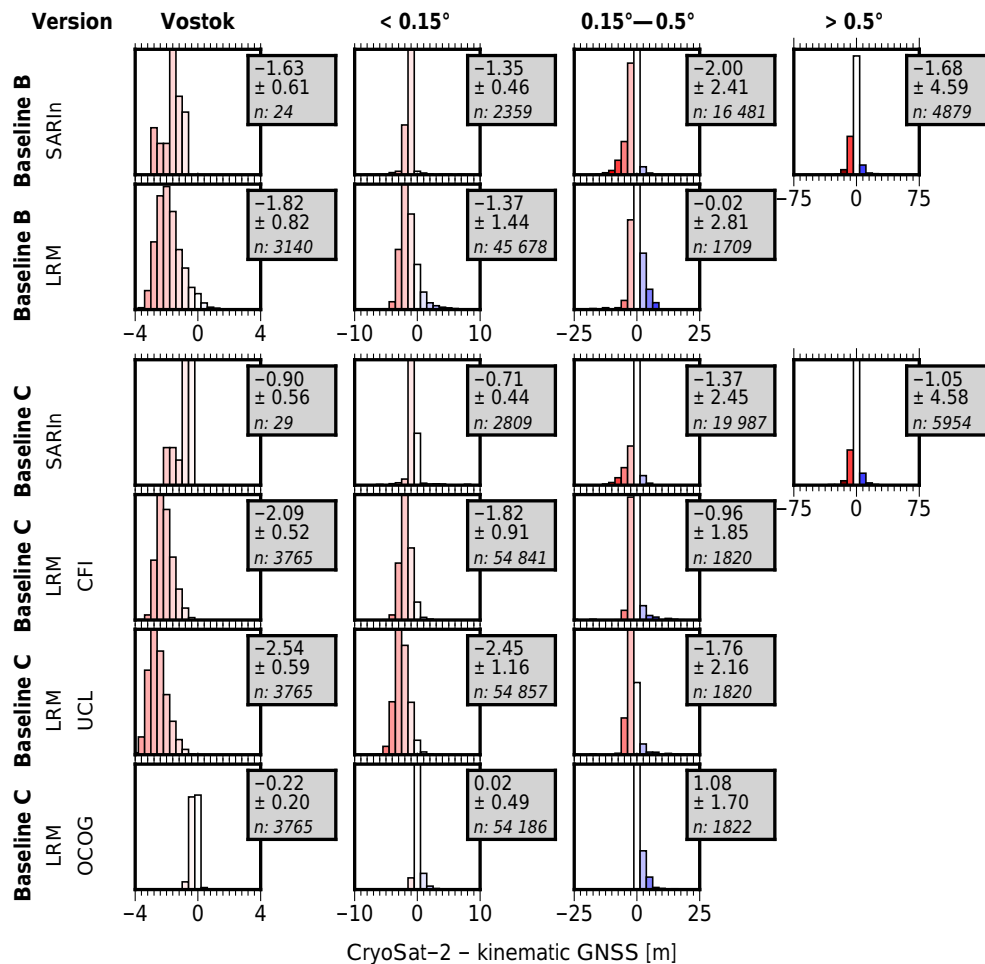 Version Vostok < 0.15° 0.15°—0.5° > 0.5°
Baseline B
SARIn
−1.63
± 0.61
n: 24
−1.35
± 0.46
n: 2359
−2.00
± 2.41
n: 16 481
−1.68
± 4.59
n: 4879
−75 0 75
Baseline B
LRM
−1.82
± 0.82
n: 3140
−1.37
± 1.44
n: 45 678
−0.02
± 2.81
n: 1709
−4 0 4
−10 0 10
−25 0 25
Baseline C
SARIn
−0.90
± 0.56
n: 29
−0.71
± 0.44
n: 2809
−1.37
± 2.45
n: 19 987
−1.05
± 4.58
n: 5954
−75 0 75
Baseline C
LRM
CFI
−2.09
± 0.52
n: 3765
−1.82
± 0.91
n: 54 841
−0.96
± 1.85
n: 1820
Baseline C
LRM
UCL
−2.54
± 0.59
n: 3765
−2.45
± 1.16
n: 54 857
−1.76
± 2.16
n: 1820
Baseline C
LRM
OCOG
−0.22
± 0.20
n: 3765
0.02
± 0.49
n: 54 186
1.08
± 1.70
n: 1822
−4 0 4
−10 0 10
−25 0 25
CryoSat−2 − kinematic GNSS [m]